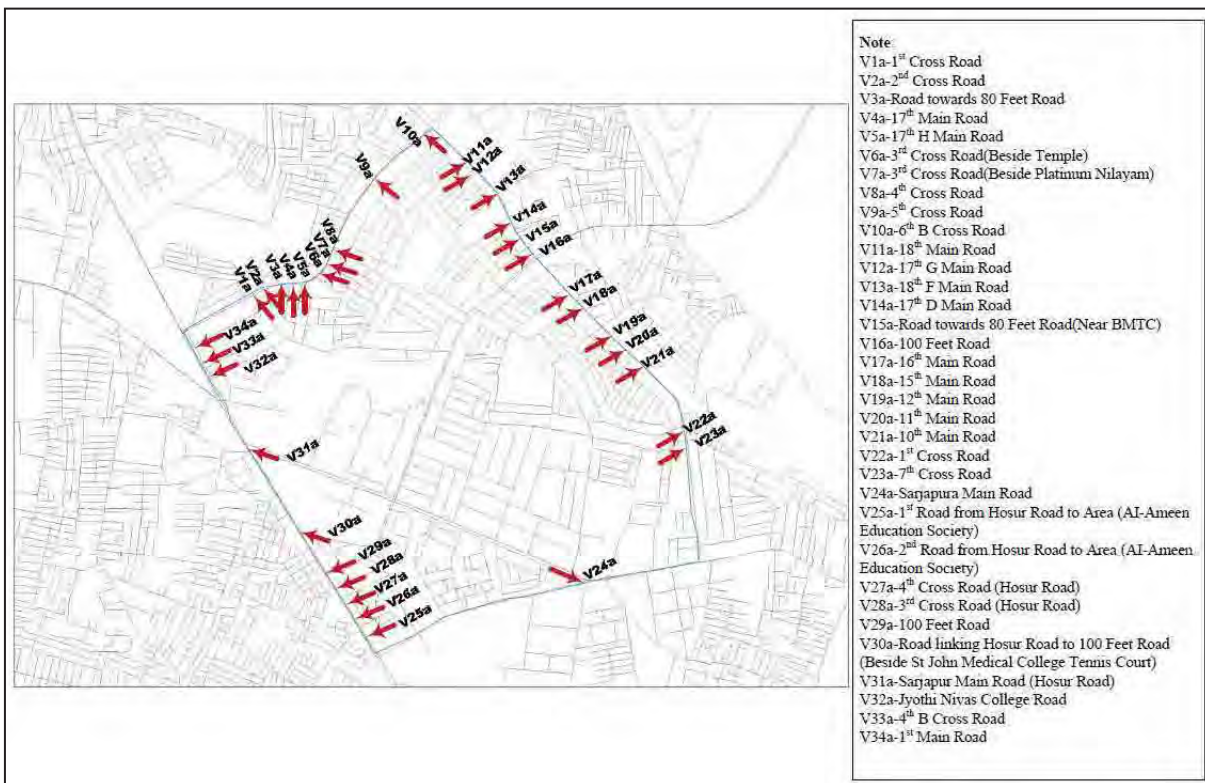 V10a
V11a
V12a
V9a
V13a
V14a
V15a
V16a
V8a
V7a
V6a
V5a
V4a
V3a
V2a
V1a
V17a
V18a
V34a
V33a
V32a
V19a
V20a
V21a
V22a
V23a
V31a
V30a
V29a
V28a
V27a
V26a
V25a
V24a
Note
V1a-1st Cross Road
V2a-2nd Cross Road
V3a-Road towards 80 Feet Road
V4a-17th Main Road
V5a-17th H Main Road
V6a-3rd Cross Road(Beside Temple)
V7a-3rd Cross Road(Beside Platinum Nilayam)
V8a-4th Cross Road
V9a-5th Cross Road
V10a-6th B Cross Road
V11a-18th Main Road
V12a-17th G Main Road
V13a-18th F Main Road
V14a-17th D Main Road
V15a-Road towards 80 Feet Road(Near BMTC)
V16a-100 Feet Road
V17a-16th Main Road
V18a-15th Main Road
V19a-12th Main Road
V20a-11th Main Road
V21a-10th Main Road
V22a-1st Cross Road
V23a-7th Cross Road
V24a-Sarjapura Main Road
V25a-1st Road from Hosur Road to Area (AI-Ameen
Education Society)
V26a-2nd Road from Hosur Road to Area (AI-Ameen
Education Society)
V27a-4th Cross Road (Hosur Road)
V28a-3rd Cross Road (Hosur Road)
V29a-100 Feet Road
V30a-Road linking Hosur Road to 100 Feet Road
(Beside St John Medical College Tennis Court)
V31a-Sarjapur Main Road (Hosur Road)
V32a-Jyothi Nivas College Road
V33a-4th B Cross Road
V34a-1st Main Road